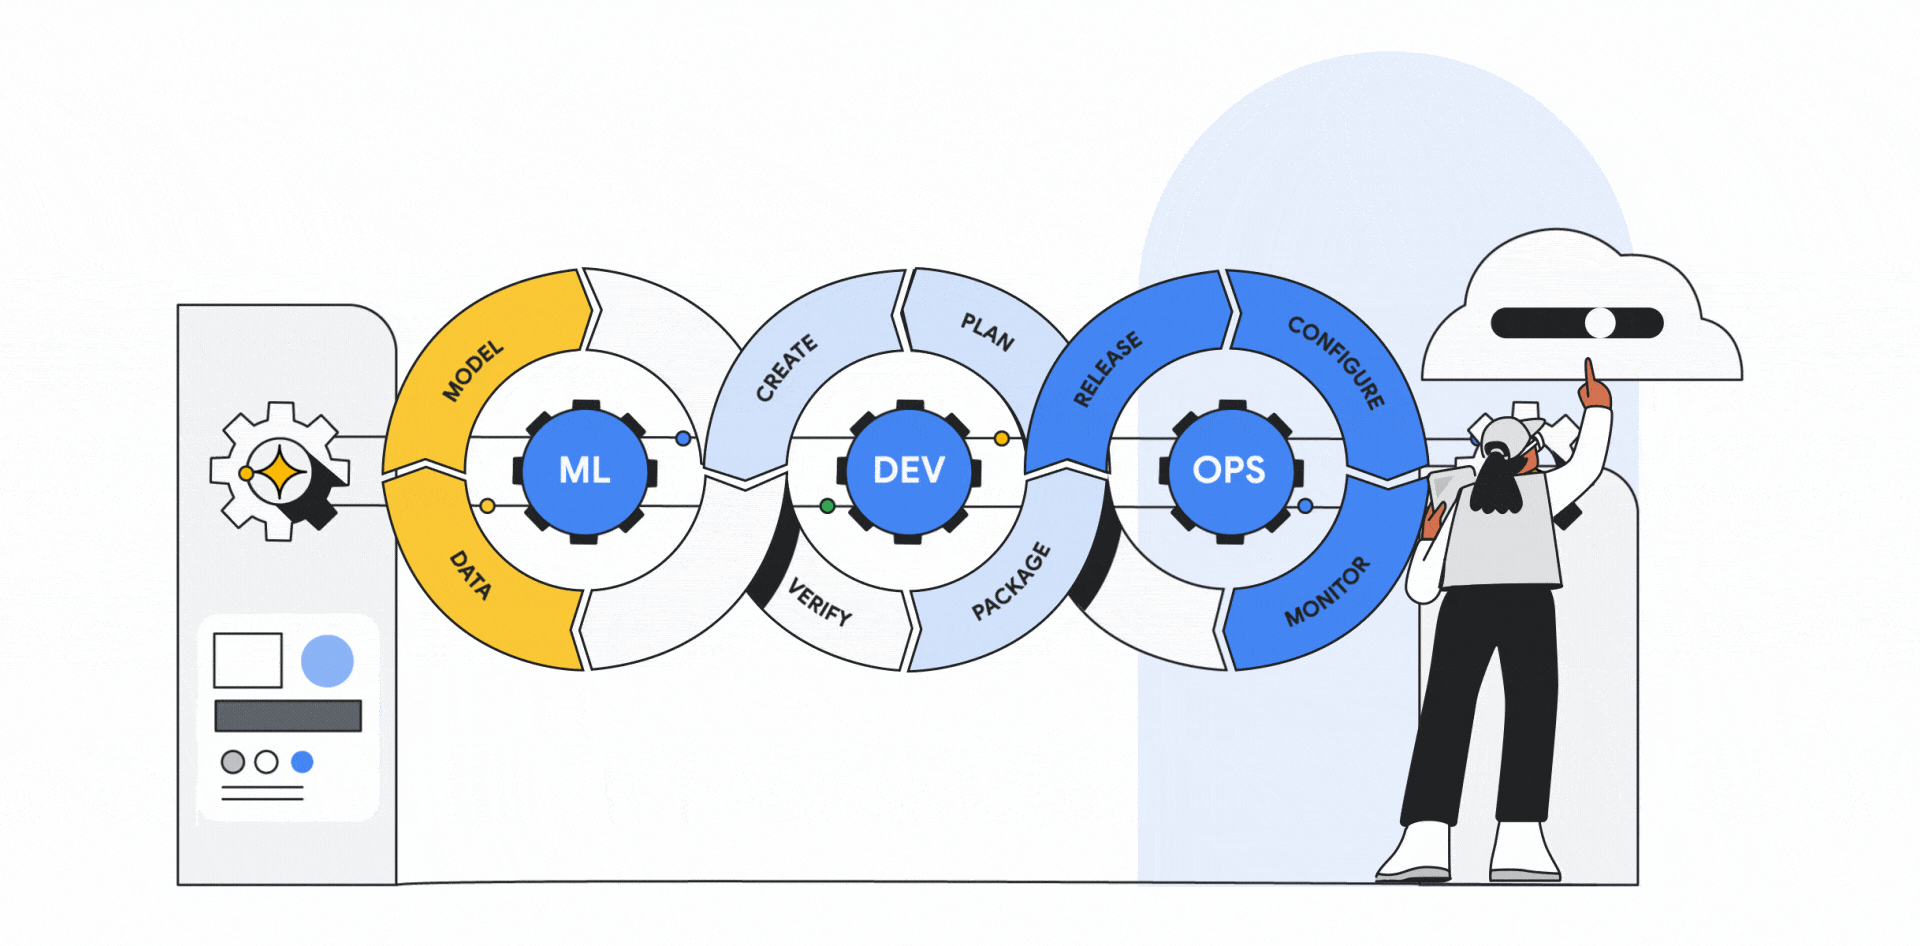 MODEL
DATA
ML
CREATE
PLAN
VERIFY
PACKAGE
DEV
RELEASE
CONFIGURE
MONITOR
OPS